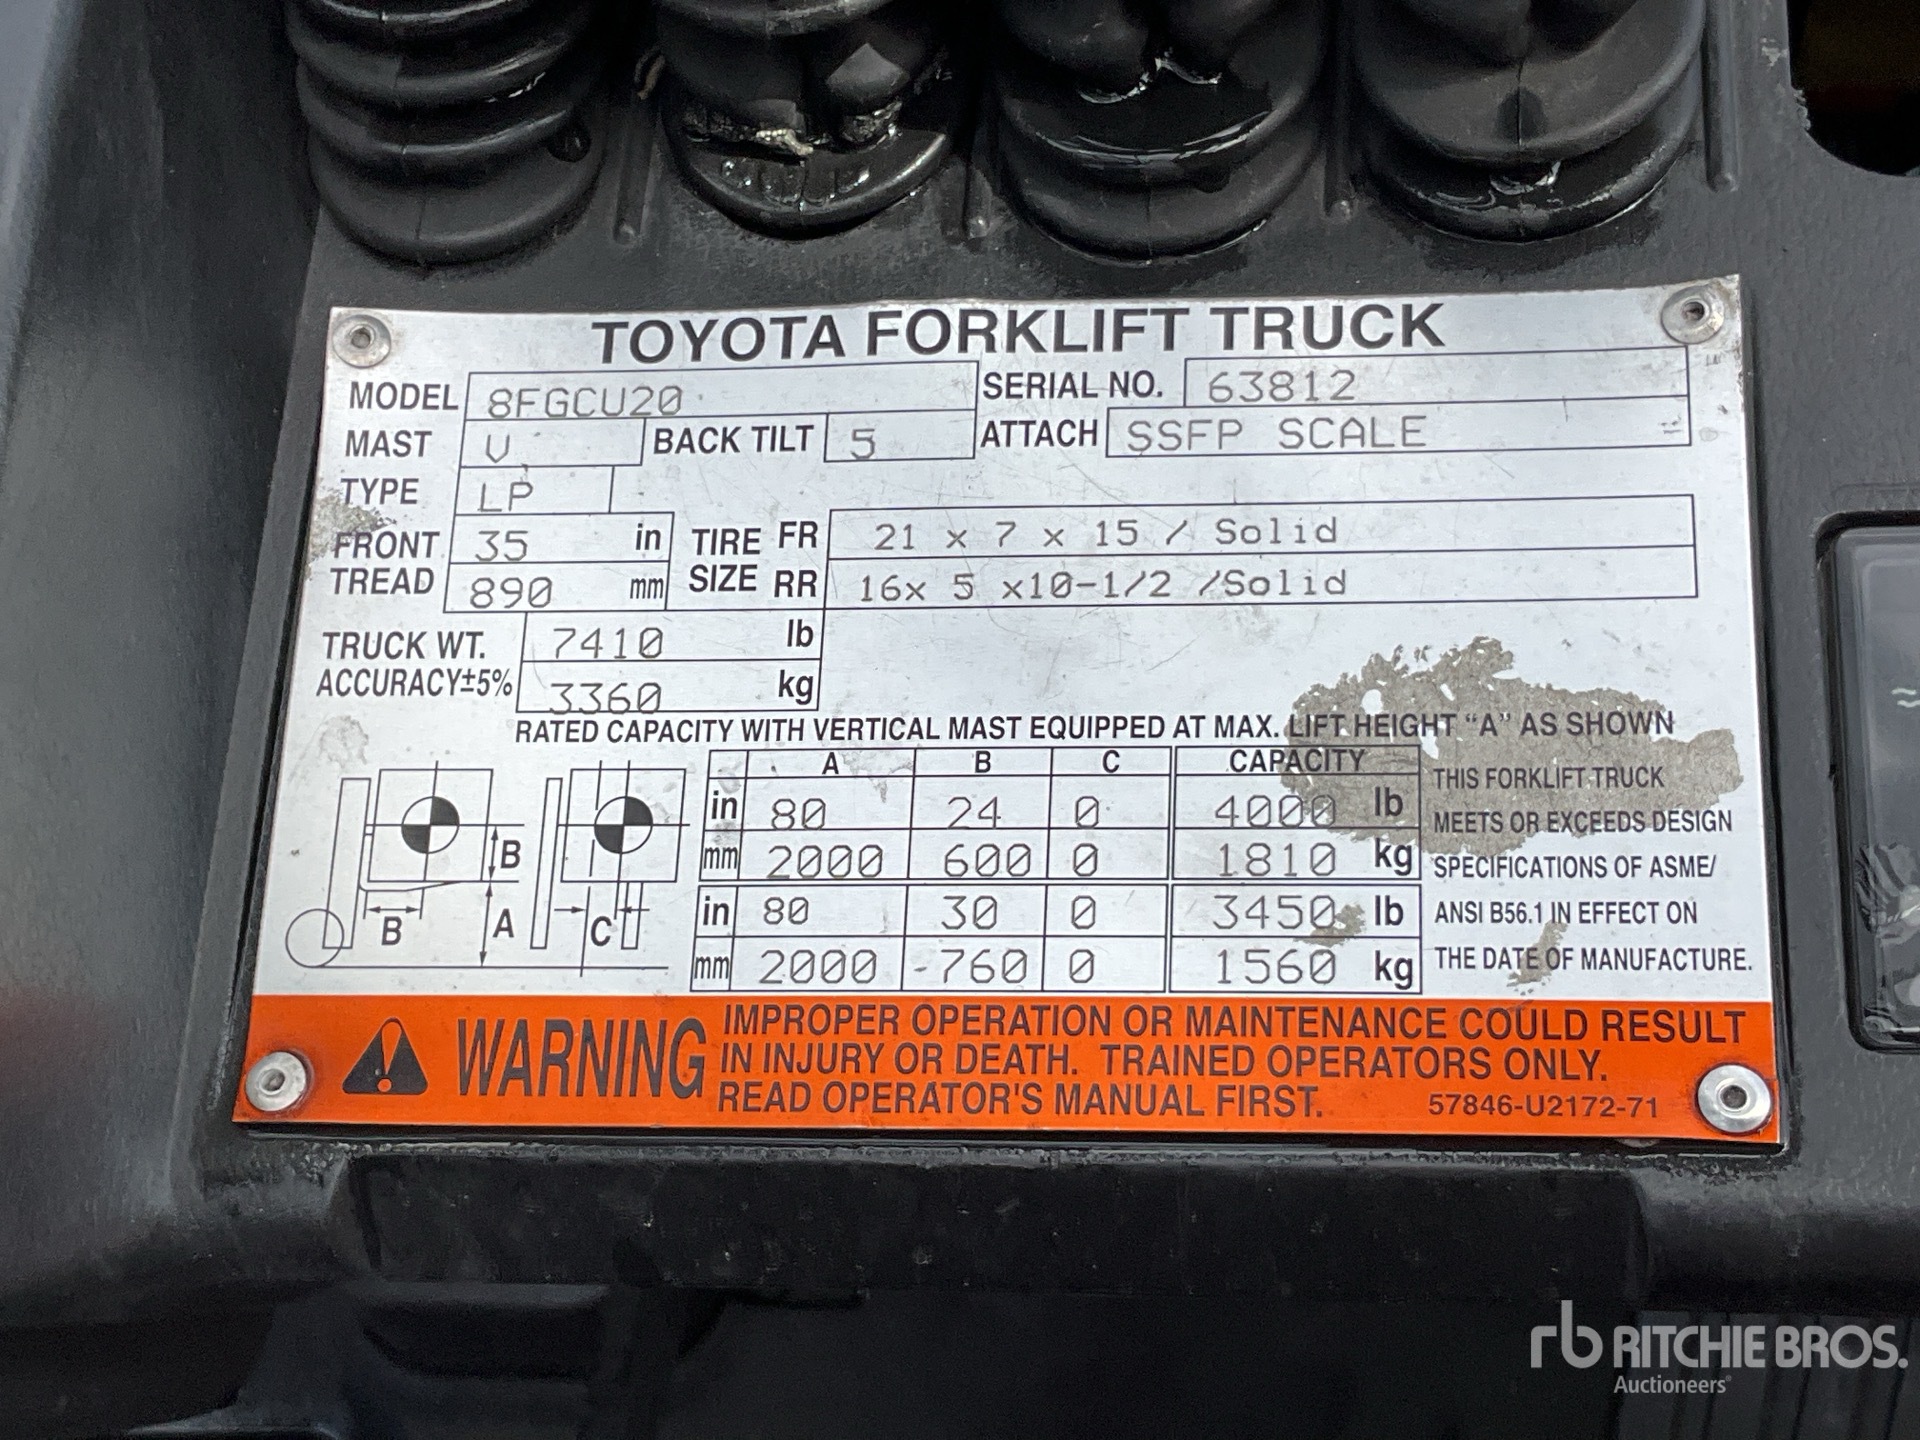 TOYOTA FORKLIFT TRUCK
MODEL 8FGCU20 SERIAL NO. 63812
MAST V BACK TILT 5 ATTACH SSFP SCALE
TYPE LP
FRONT TREAD 35 in TIRE SIZE FR 21 x 7 x 15 / Solid
890 mm RR 16x 5 x10-1/2 /Solid
TRUCK WT. 7410 lb
ACCURACY±5% 3360 kg
RATED CAPACITY WITH VERTICAL MAST EQUIPPED AT MAX. LIFT HEIGHT "A" AS SHOWN
A B C CAPACITY
in 80 24 0 4000 lb
mm 2000 600 0 1810 kg
in 80 30 0 3450 lb
mm 2000 760 0 1560 kg
B
B A C
THIS FORKLIFT TRUCK
MEETS OR EXCEEDS DESIGN
SPECIFICATIONS OF ASME/
ANSI B56.1 IN EFFECT ON
THE DATE OF MANUFACTURE.
WARNING
IMPROPER OPERATION OR MAINTENANCE COULD RESULT
IN INJURY OR DEATH. TRAINED OPERATORS ONLY.
READ OPERATOR'S MANUAL FIRST. 57846-U2172-71
rb RITCHIE BROS.
Auctioneers